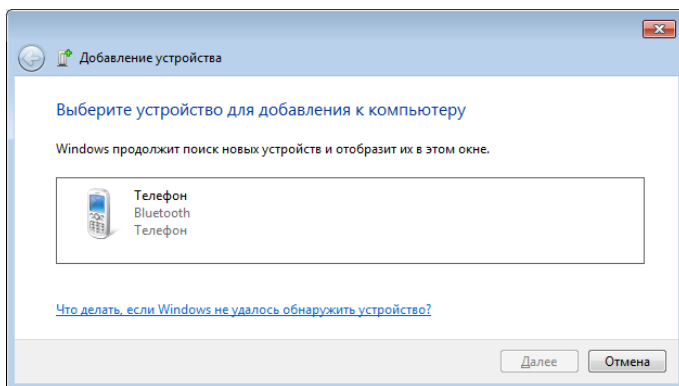 Добавление устройства
Выберите устройство для добавления к компьютеру
Windows продолжит поиск новых устройств и отобразит их в этом окне.
Телефон
Bluetooth
Телефон
Что делать, если Windows не удалось обнаружить устройство?
Далее Отмена